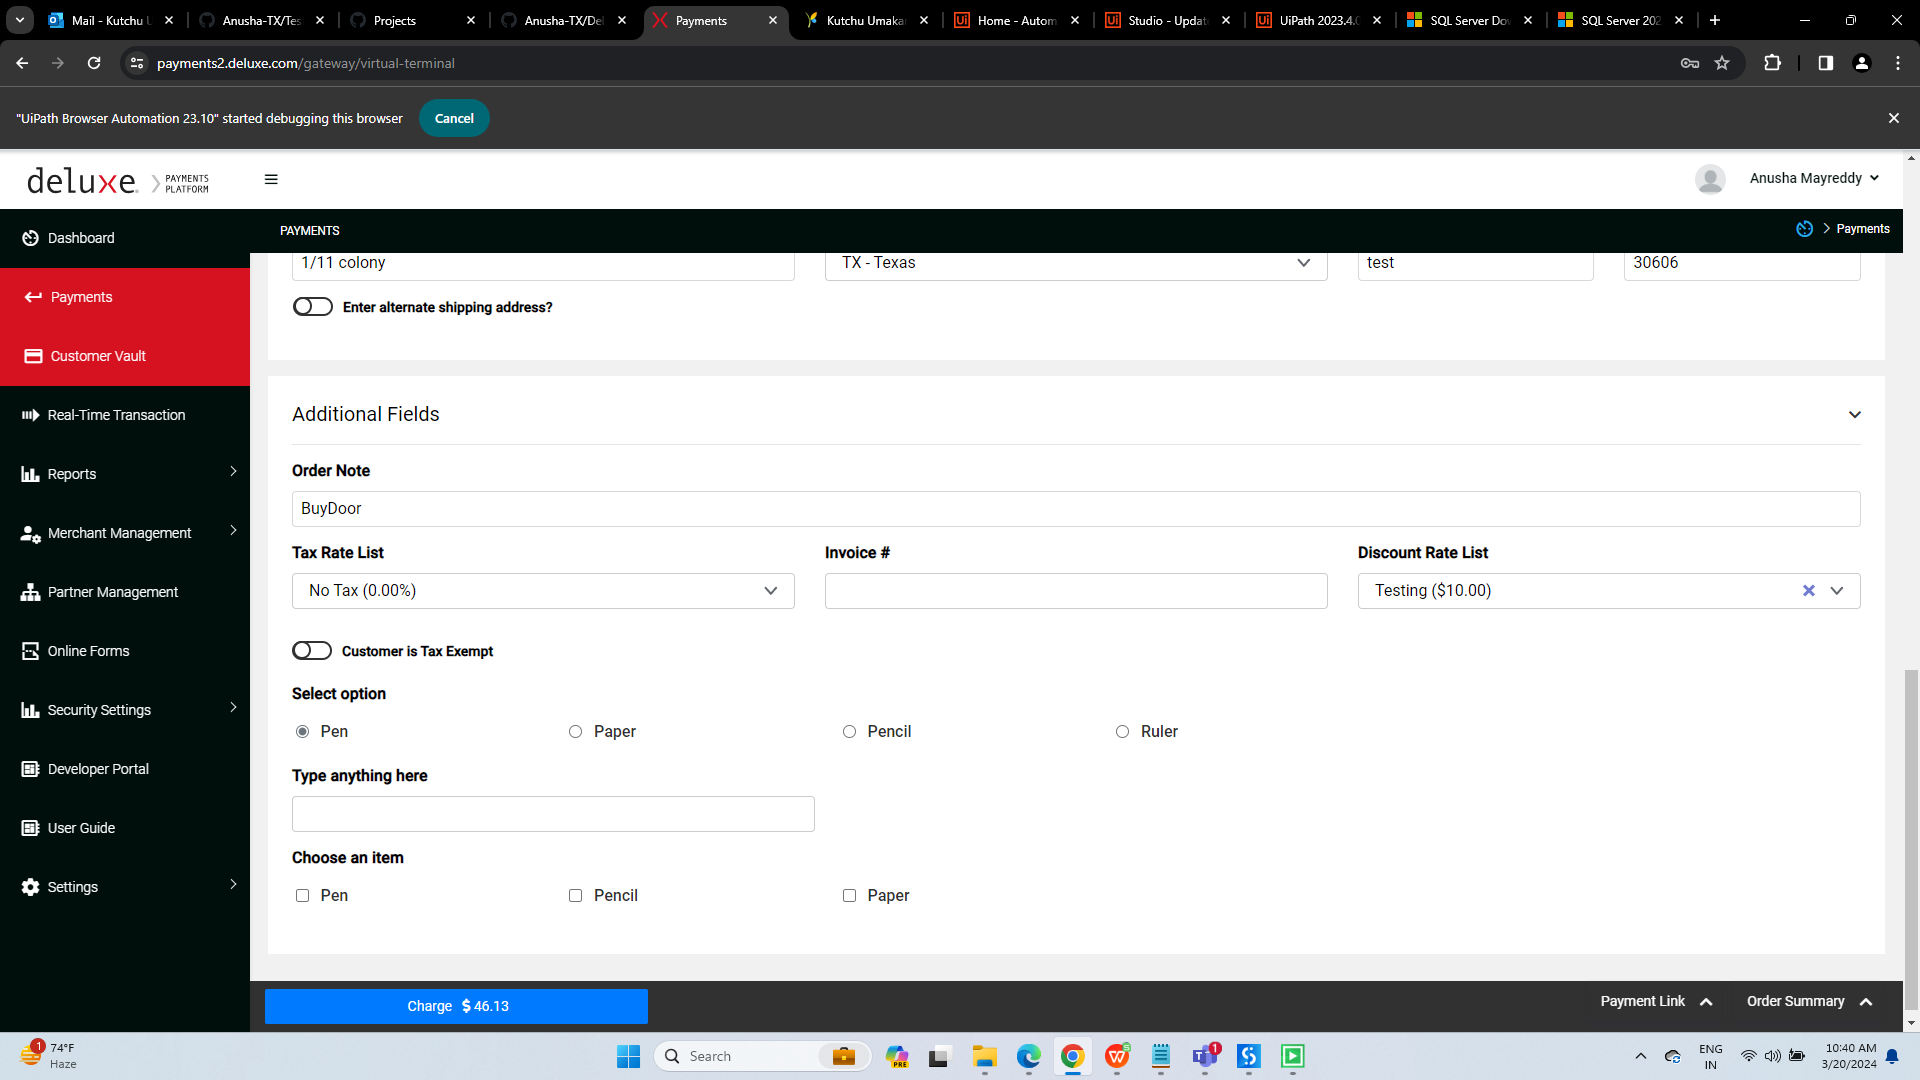 Mail - Kutchu U
Anusha-TX/Tes
Projects
Anusha-TX/Del
Payments
Kutchu Umakar
Home - Autom
Studio - Updat
UiPath 2023.4.0
SQL Server Do
SQL Server 202
payments2.deluxe.com/gateway/virtual-terminal
"UiPath Browser Automation 23.10" started debugging this browser
Cancel
deluxe. PAYMENTS PLATFORM
Anusha Mayreddy
Dashboard
Payments
Customer Vault
Real-Time Transaction
Reports
Merchant Management
Partner Management
Online Forms
Security Settings
Developer Portal
User Guide
Settings
PAYMENTS
Payments
1/11 colony
TX - Texas
test
30606
Enter alternate shipping address?
Additional Fields
Order Note
BuyDoor
Tax Rate List
Invoice #
Discount Rate List
No Tax (0.00%)
Testing ($10.00)
Customer is Tax Exempt
Select option
Pen
Paper
Pencil
Ruler
Type anything here
Choose an item
Pen
Pencil
Paper
Charge $ 46.13
Payment Link
Order Summary
1
74°F
Haze
Search
PRE
1
ENG
IN
10:40 AM
3/20/2024